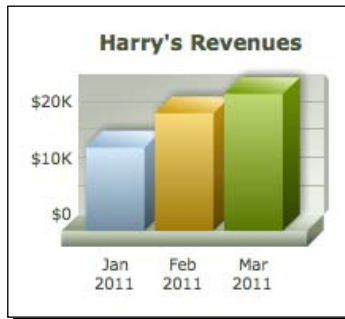 Harry's Revenues
$20K
$10K
$0
Jan Feb Mar
2011 2011 2011